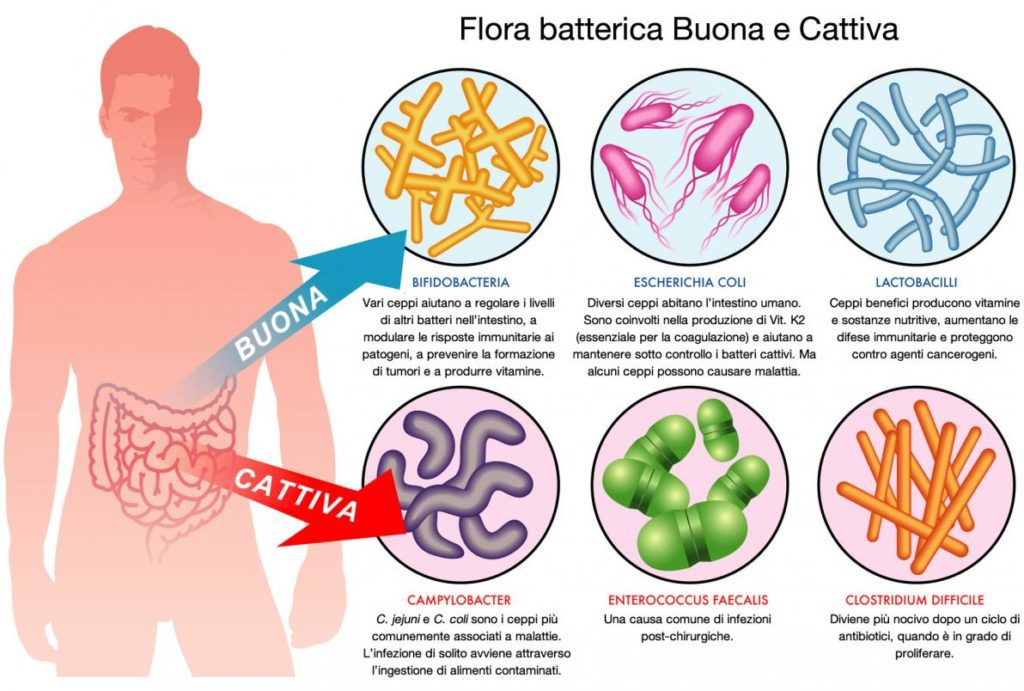 Flora batterica Buona e Cattiva
BUONA
BIFIDOBACTERIA
Vari ceppi aiutano a regolare i livelli
di altri batteri nell'intestino, a
modulare le risposte immunitarie ai
patogeni, a prevenire la formazione
di tumori e a produrre vitamine.
ESCHERICHIA COLI
Diversi ceppi abitano l'intestino umano.
Sono coinvolti nella produzione di Vit. K2
(essenziale per la coagulazione) e aiutano a
mantenere sotto controllo i batteri cattivi. Ma
alcuni ceppi possono causare malattia.
LACTOBACILLI
Ceppi benefici producono vitamine
e sostanze nutritive, aumentano le
difese immunitarie e proteggono
contro agenti cancerogeni.
CATTIVA
CAMPYLOBACTER
C. jejuni e C. coli sono i ceppi più
comunemente associati a malattie.
L'infezione di solito avviene attraverso
l'ingestione di alimenti contaminati.
ENTEROCOCCUS FAECALIS
Una causa comune di infezioni
post-chirurgiche.
CLOSTRIDIUM DIFFICILE
Diviene più nocivo dopo un ciclo di
antibiotici, quando è in grado di
proliferare.